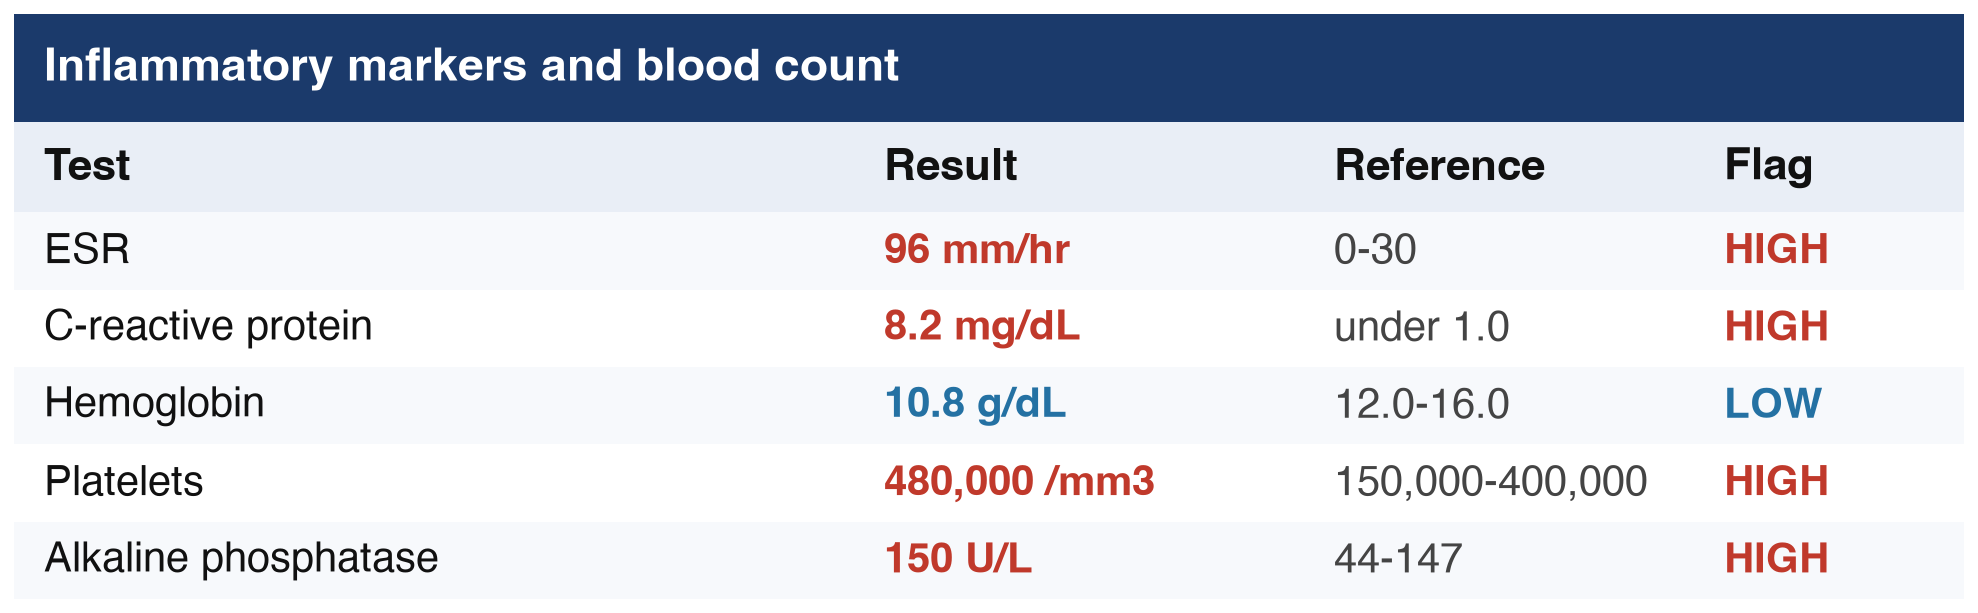 Inflammatory markers and blood count
Test Result Reference Flag
ESR 96 mm/hr 0-30 HIGH
C-reactive protein 8.2 mg/dL under 1.0 HIGH
Hemoglobin 10.8 g/dL 12.0-16.0 LOW
Platelets 480,000 /mm3 150,000-400,000 HIGH
Alkaline phosphatase 150 U/L 44-147 HIGH